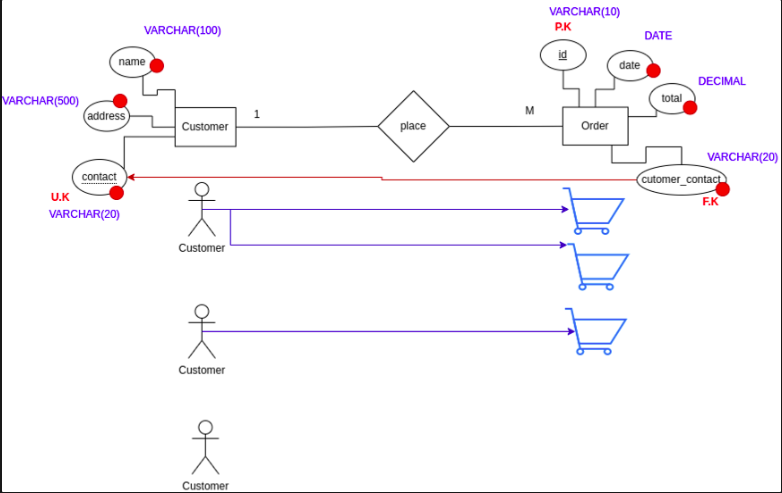 VARCHAR(10)
P.K
VARCHAR(100)
DATE
id
name
date
DECIMAL
total
VARCHAR(500)
address
Customer
1
place
M
Order
VARCHAR(20)
contact
cutomer_contact
U.K
F.K
VARCHAR(20)
Customer
Customer
Customer